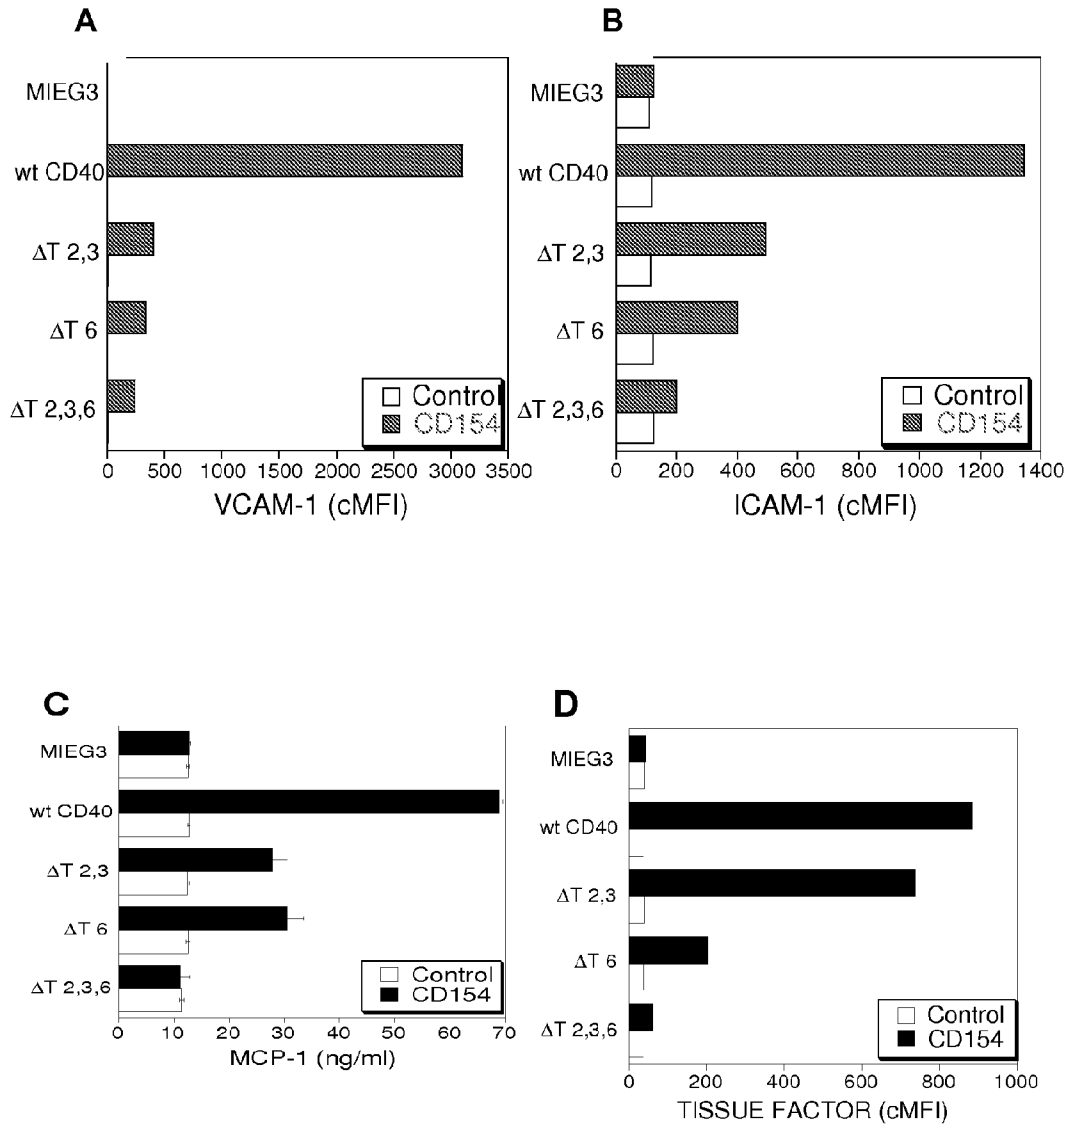 A
MIEG3
wt CD40
ΔT 2,3
ΔT 6
ΔT 2,3,6
Control
CD154
0 500 1000 1500 2000 2500 3000 3500
VCAM-1 (cMFI)
B
MIEG3
wt CD40
ΔT 2,3
ΔT 6
ΔT 2,3,6
Control
CD154
0 200 400 600 800 1000 1200 1400
ICAM-1 (cMFI)
C
MIEG3
wt CD40
ΔT 2,3
ΔT 6
ΔT 2,3,6
Control
CD154
0 10 20 30 40 50 60 70
MCP-1 (ng/ml)
D
MIEG3
wt CD40
ΔT 2,3
ΔT 6
ΔT 2,3,6
Control
CD154
0 200 400 600 800 1000
TISSUE FACTOR (cMFI)